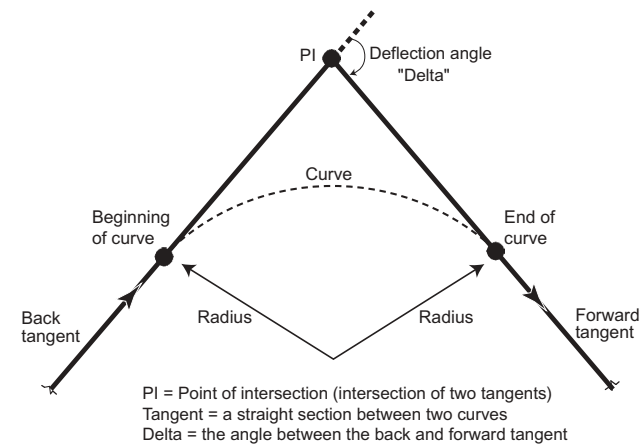 PI
Deflection angle
"Delta"
Curve
Beginning
of curve
End of
curve
Back
tangent
Radius
Radius
Forward
tangent
PI = Point of intersection (intersection of two tangents)
Tangent = a straight section between two curves
Delta = the angle between the back and forward tangent